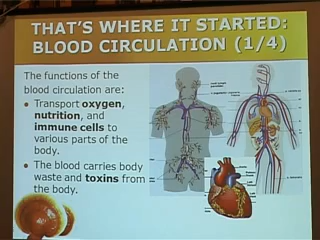 THAT'S WHERE IT STARTED:
BLOOD CIRCULATION (1/4)
The functions of the
blood circulation are:
Transport oxygen,
nutrition, and
immune cells to
various parts of the
body.
The blood carries body
waste and toxins from
the body.